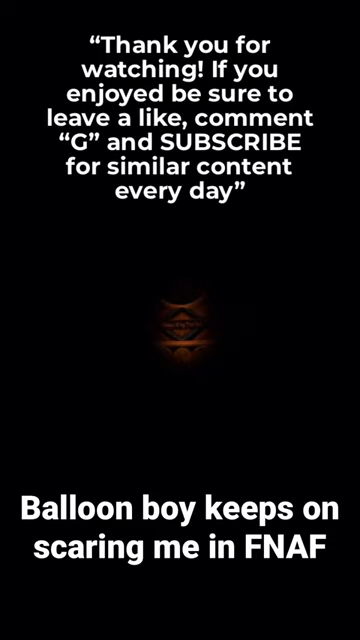 “Thank you for
watching! If you
enjoyed be sure to
leave a like, comment
“G” and SUBSCRIBE
for similar content
every day”
Balloon boy keeps on
scaring me in FNAF